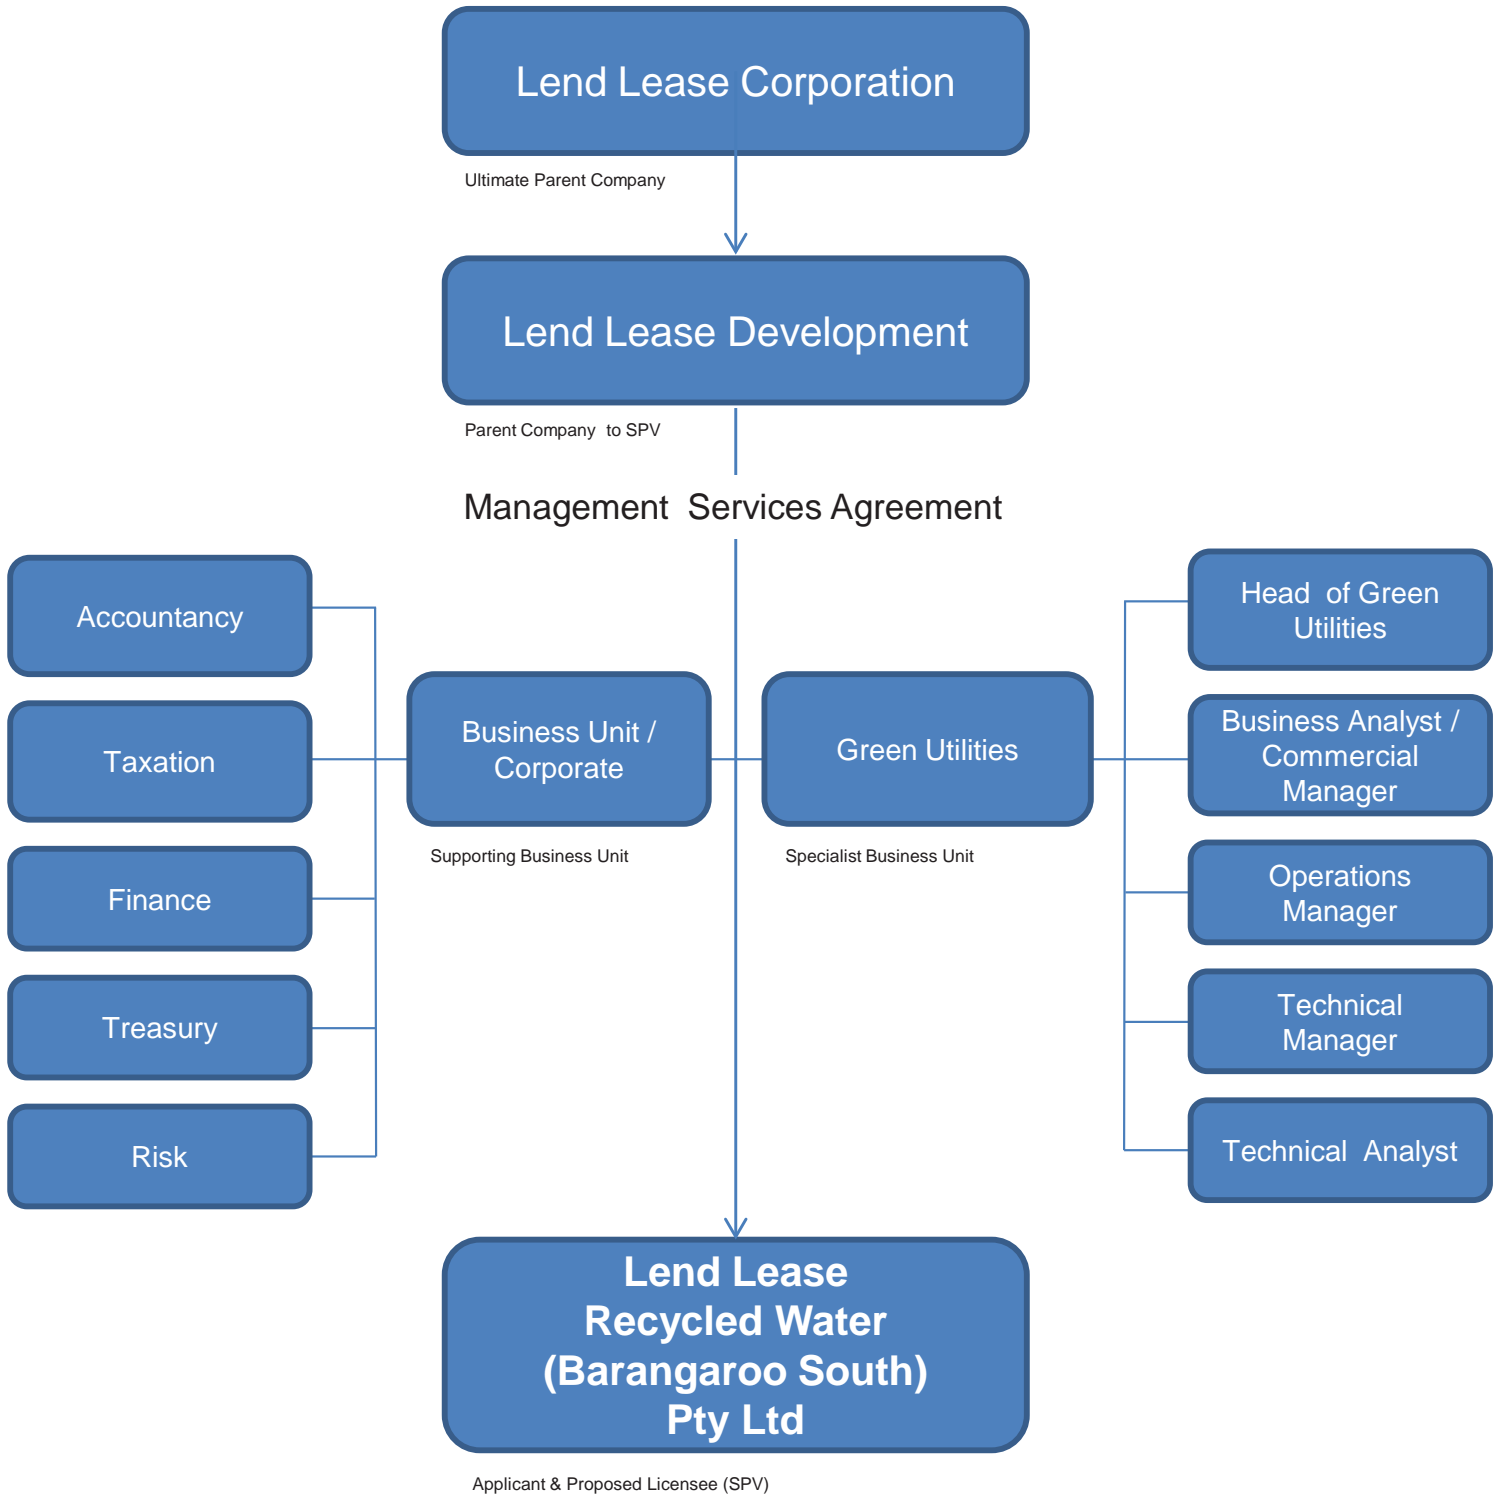 Lend Lease Corporation
Ultimate Parent Company
Lend Lease Development
Parent Company to SPV
Management Services Agreement
Accountancy
Taxation
Finance
Treasury
Risk
Business Unit /
Corporate
Supporting Business Unit
Green Utilities
Specialist Business Unit
Head of Green
Utilities
Business Analyst /
Commercial
Manager
Operations
Manager
Technical
Manager
Technical Analyst
Lend Lease
Recycled Water
(Barangaroo South)
Pty Ltd
Applicant & Proposed Licensee (SPV)